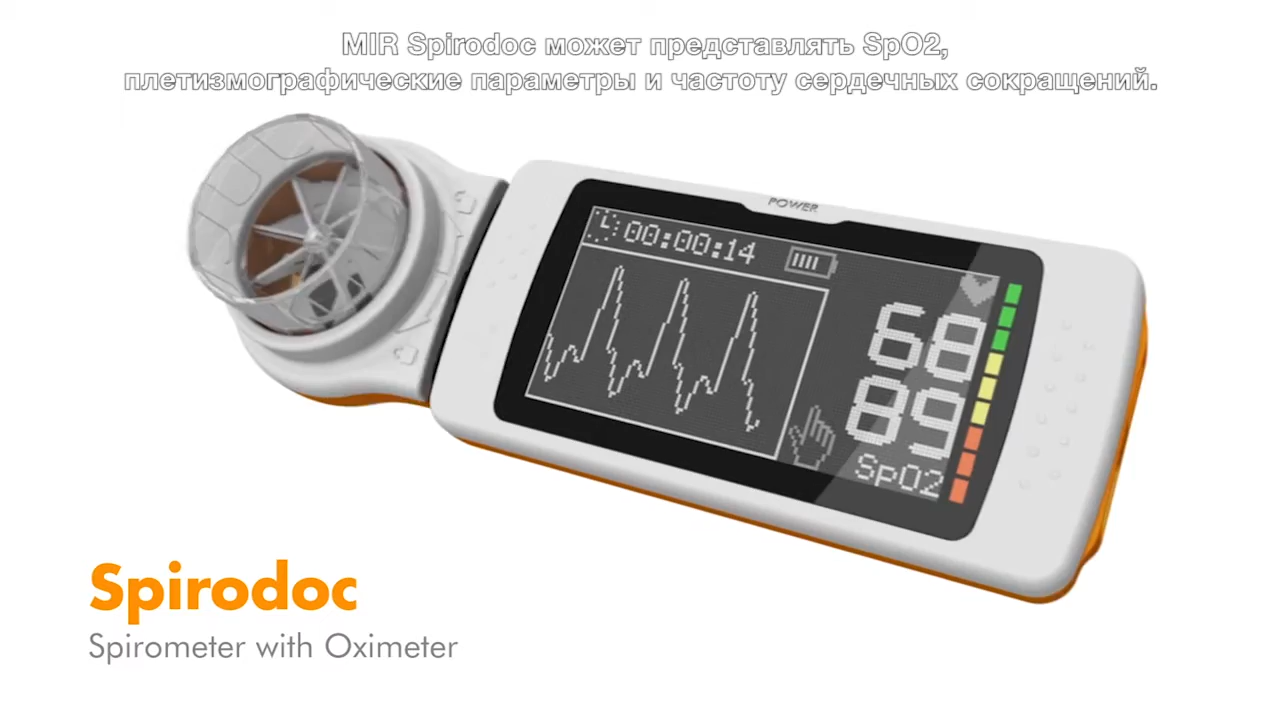 MIR Spirodoc может представлять SpO2,
плетизмографические параметры и частоту сердечных сокращений.
POWER
00:00:14
68
89
SpO2
Spirodoc
Spirometer with Oximeter